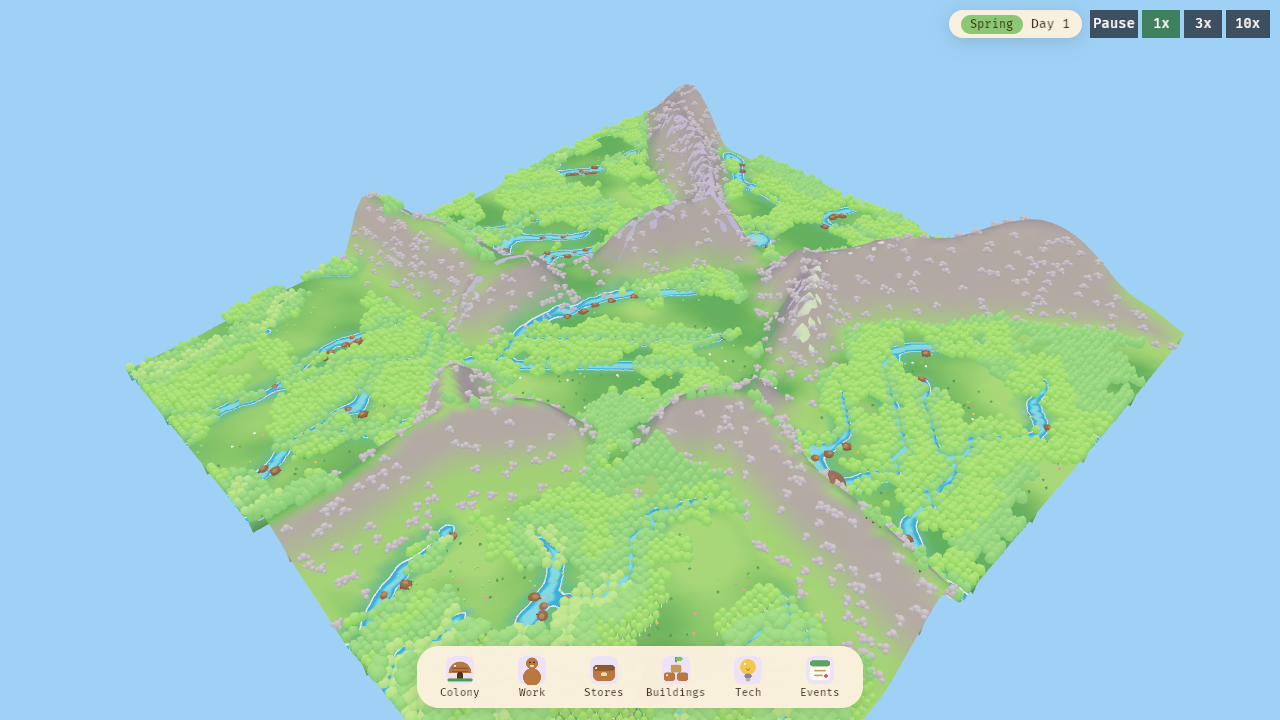 Spring Day 1 Pause 1x 3x 10x
Colony Work Stores Buildings Tech Events